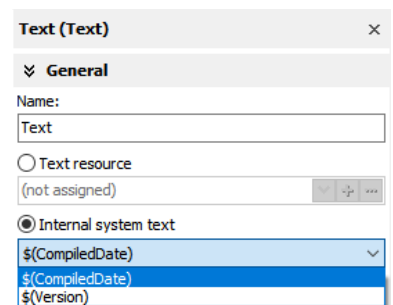 Text (Text)
General
Name:
Text
Text resource
(not assigned)
Internal system text
$(CompiledDate)
$(CompiledDate)
$(Version)